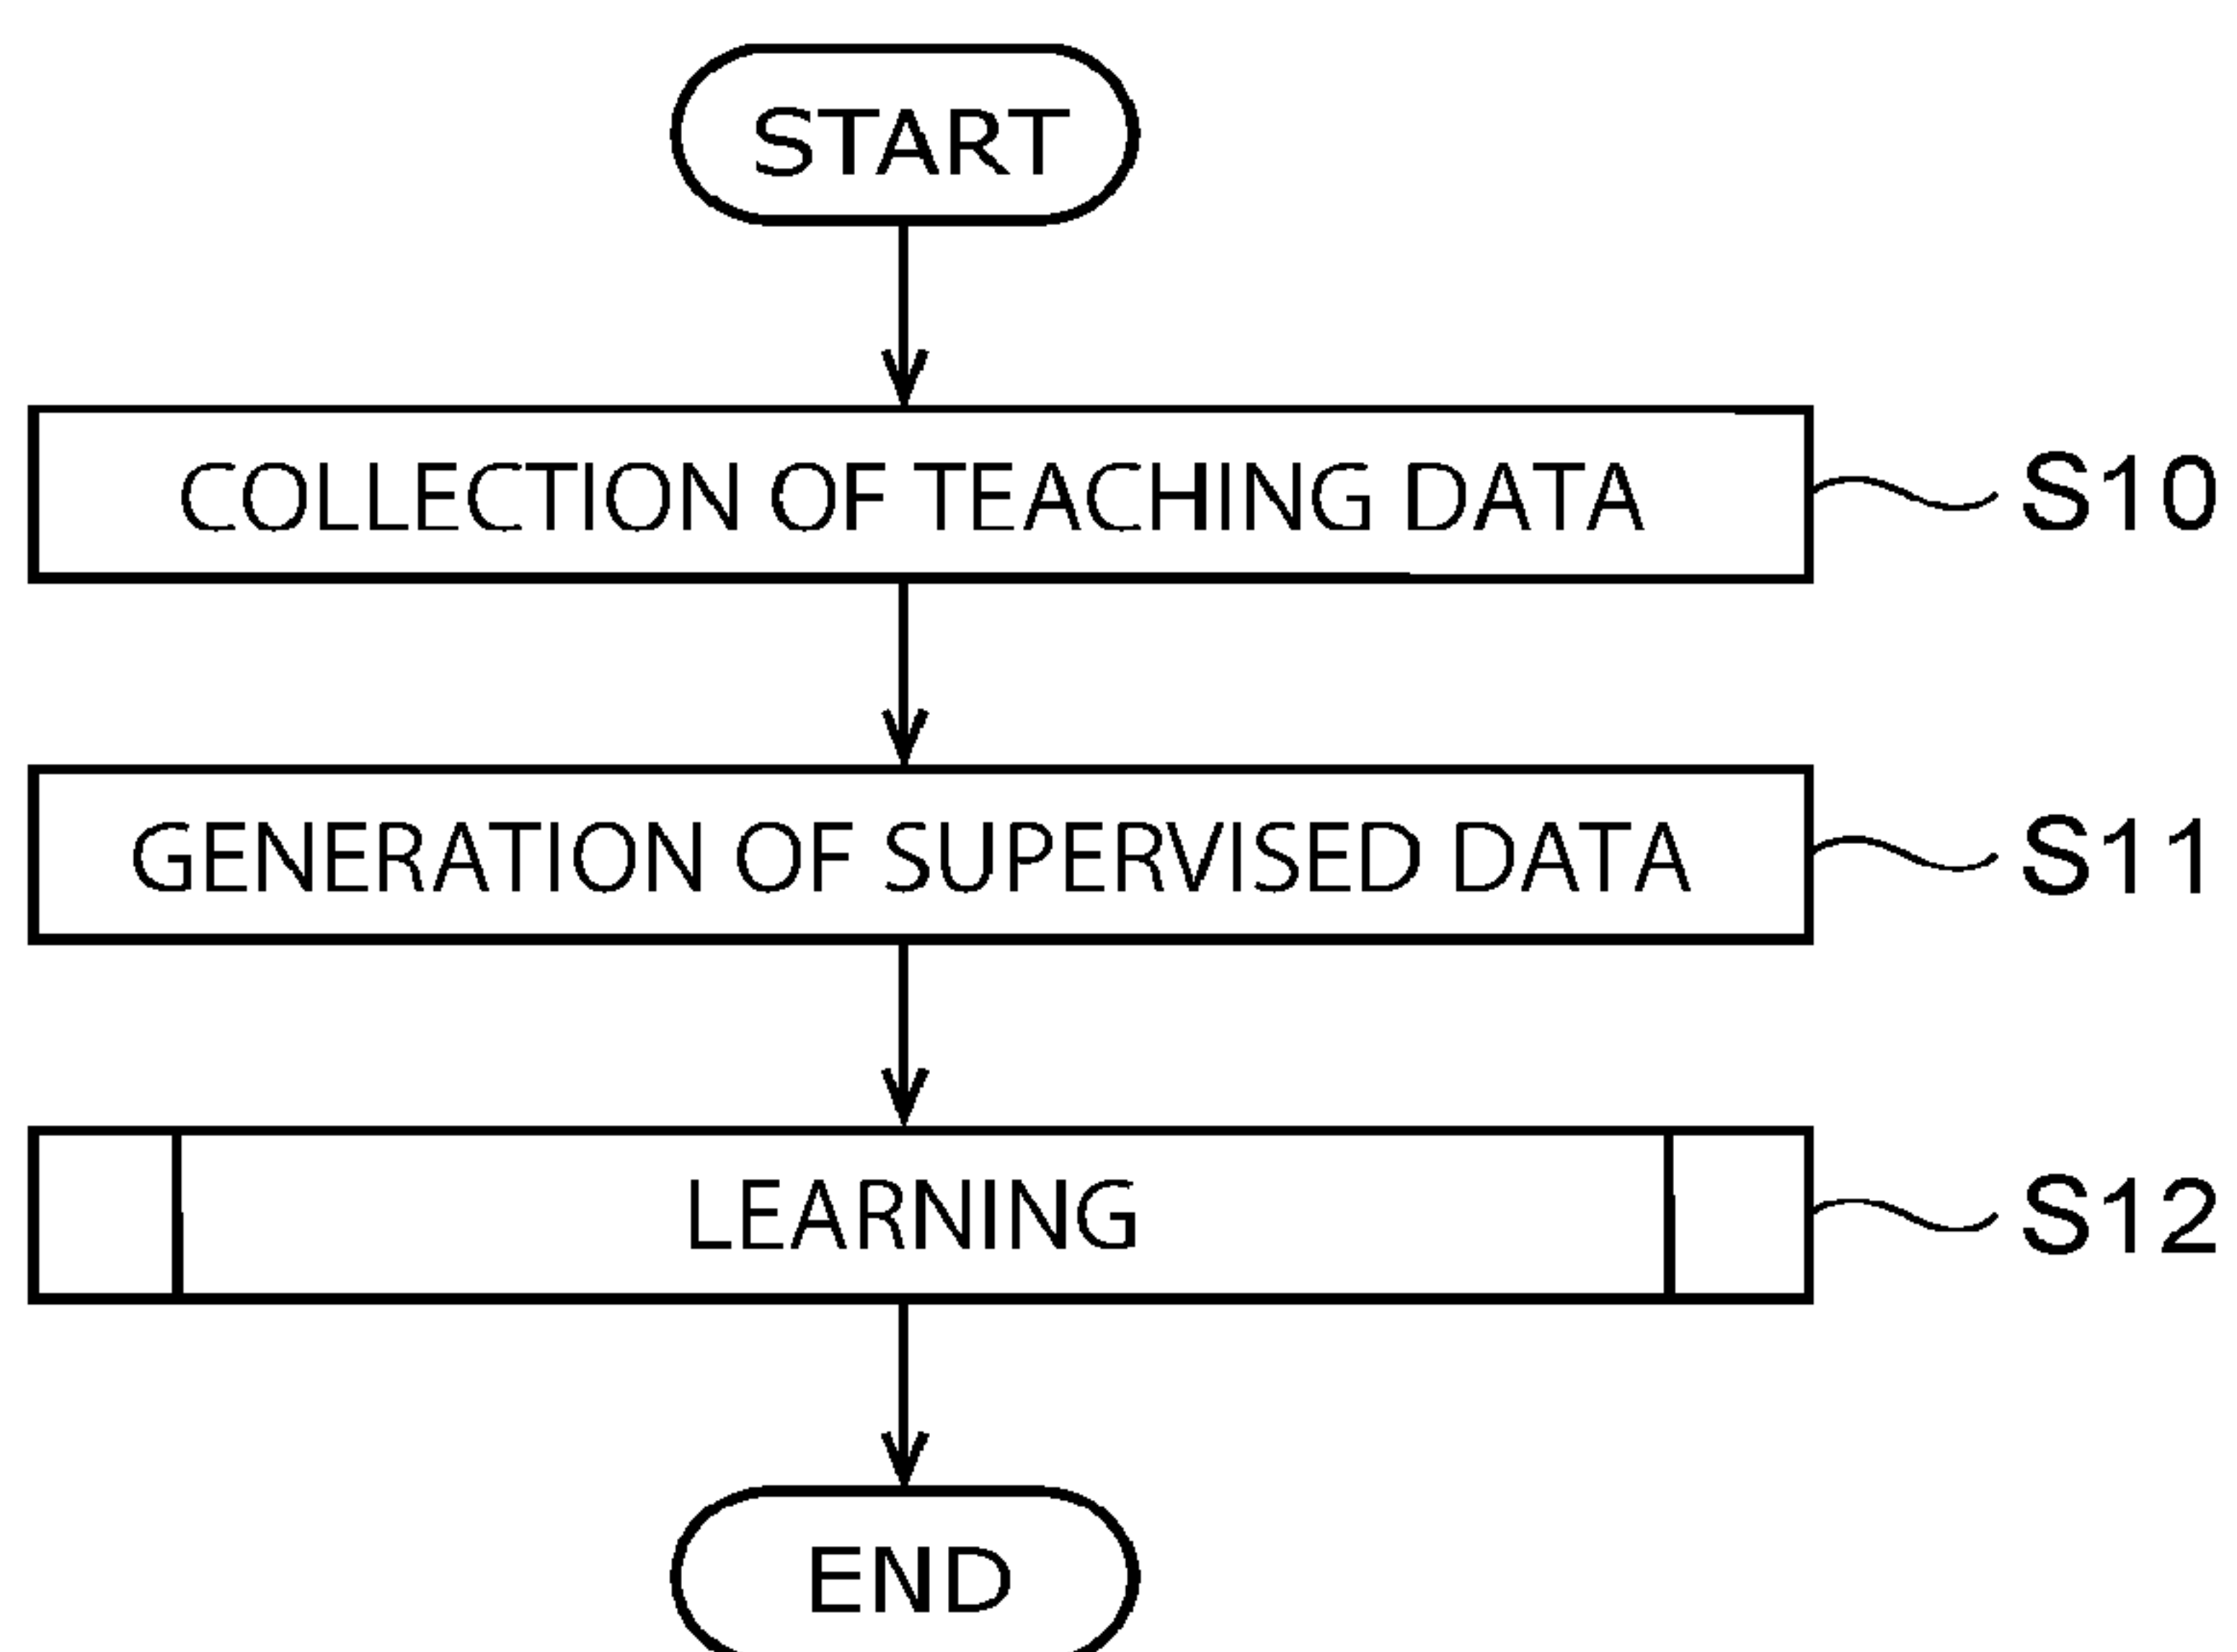 START
COLLECTION OF TEACHING DATA S10
GENERATION OF SUPERVISED DATA S11
LEARNING S12
END